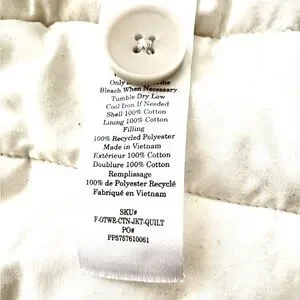 Only
the
Bleach When Necessary
Tumble Dry Low
Cool Iron If Needed
Shell 100% Cotton
Lining 100% Cotton
Filling
100% Recycled Polyester
Made in Vietnam
Extérieur 100% Cotton
Doublure 100% Cotton
Remplissage
100% de Polyester Recyclé
Fabriqué en Vietnam
SKU#
F-OTWR-CTN-JKT-QUILT
PO#
PP5757610061